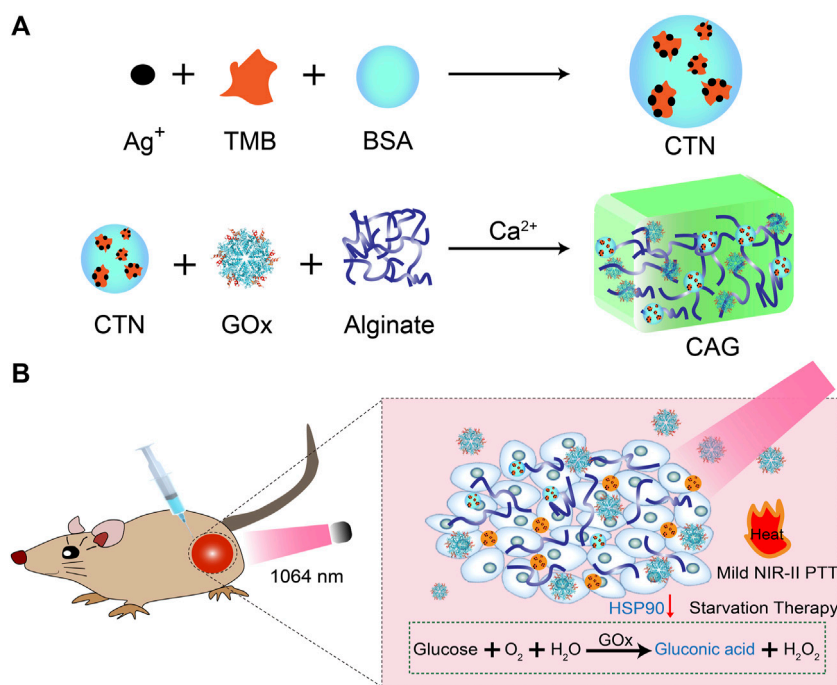 A
Ag⁺ + TMB + BSA → CTN
CTN + GOx + Alginate Ca²⁺ → CAG
B
1064 nm
Heat
Mild NIR-II PTT
HSP90↓ Starvation Therapy
GOx
Glucose + O₂ + H₂O → Gluconic acid + H₂O₂